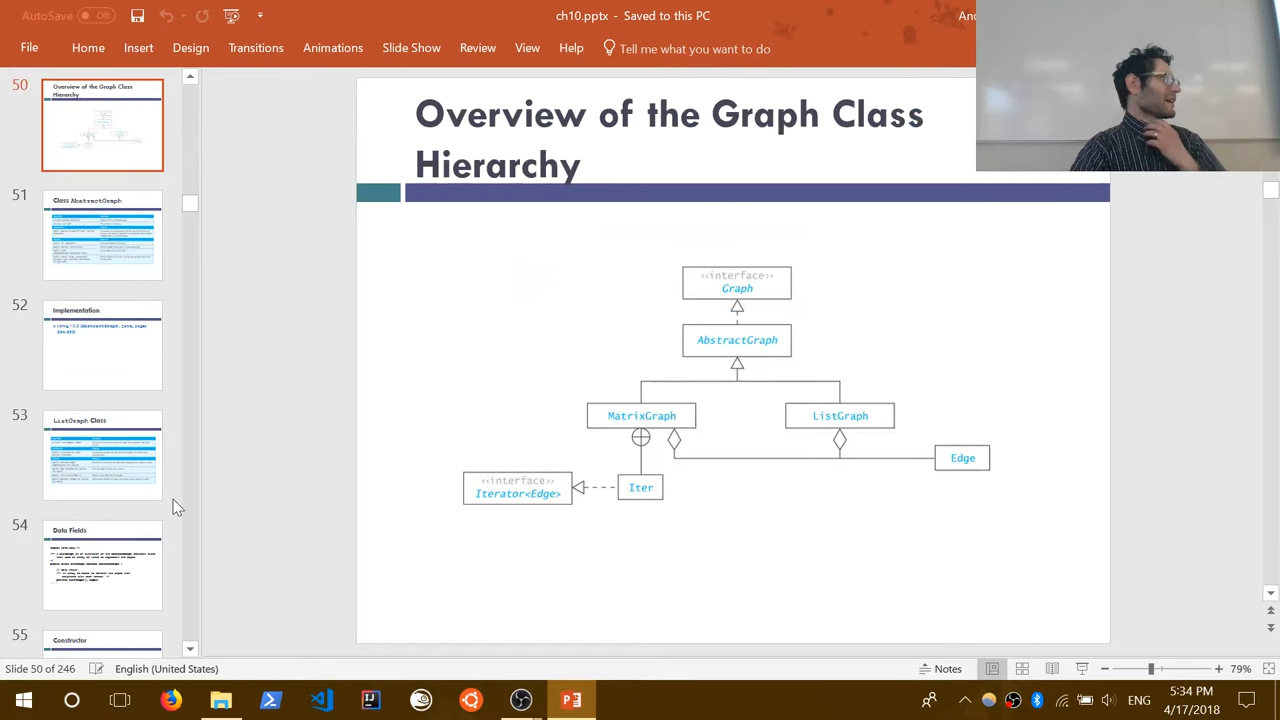 AutoSave Off
ch10.pptx - Saved to this PC
And
File Home Insert Design Transitions Animations Slide Show Review View Help Tell me what you want to do
50
Overview of the Graph Class
Hierarchy
51
Class AbstractGraph
52
Implementation
53
ListGraph Class
54
Data Fields
55
Constructor
Overview of the Graph Class
Hierarchy
<<interface>>
Graph
AbstractGraph
MatrixGraph
ListGraph
Edge
<<interface>>
Iterator<Edge>
Iter
Slide 50 of 246
English (United States)
Notes
79%
ENG
5:34 PM
4/17/2018